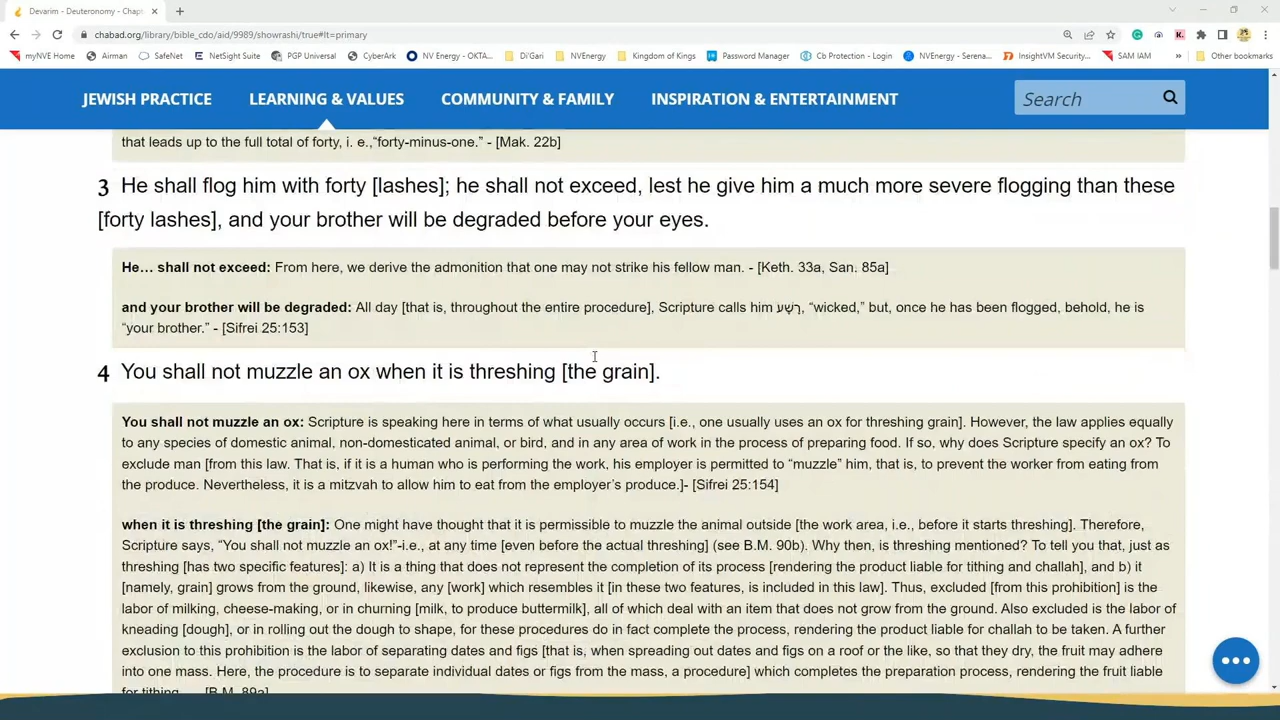 Devarim - Deuteronomy - Chapt
chabad.org/library/bible_cdo/aid/9989/showrashi/true#lt=primary
myNVE Home
Airman
SafeNet
NetSight Suite
PGP Universal
CyberArk
NV Energy - OKTA...
Di'Gari
NVEnergy
Kingdom of Kings
Password Manager
Cb Protection - Login
NVEnergy - Serena...
InsightVM Security...
SAM IAM
»
Other bookmarks
JEWISH PRACTICE
LEARNING & VALUES
COMMUNITY & FAMILY
INSPIRATION & ENTERTAINMENT
Search
that leads up to the full total of forty, i. e.,“forty-minus-one.” - [Mak. 22b]
3 He shall flog him with forty [lashes]; he shall not exceed, lest he give him a much more severe flogging than these
[forty lashes], and your brother will be degraded before your eyes.
He… shall not exceed: From here, we derive the admonition that one may not strike his fellow man. - [Keth. 33a, San. 85a]
and your brother will be degraded: All day [that is, throughout the entire procedure], Scripture calls him רָשָׁע, “wicked,” but, once he has been flogged, behold, he is
“your brother.” - [Sifrei 25:153]
4 You shall not muzzle an ox when it is threshing [the grain].
You shall not muzzle an ox: Scripture is speaking here in terms of what usually occurs [i.e., one usually uses an ox for threshing grain]. However, the law applies equally
to any species of domestic animal, non-domesticated animal, or bird, and in any area of work in the process of preparing food. If so, why does Scripture specify an ox? To
exclude man [from this law. That is, if it is a human who is performing the work, his employer is permitted to “muzzle” him, that is, to prevent the worker from eating from
the produce. Nevertheless, it is a mitzvah to allow him to eat from the employer’s produce.]- [Sifrei 25:154]
when it is threshing [the grain]: One might have thought that it is permissible to muzzle the animal outside [the work area, i.e., before it starts threshing]. Therefore,
Scripture says, “You shall not muzzle an ox!”-i.e., at any time [even before the actual threshing] (see B.M. 90b). Why then, is threshing mentioned? To tell you that, just as
threshing [has two specific features]: a) It is a thing that does not represent the completion of its process [rendering the product liable for tithing and challah], and b) it
[namely, grain] grows from the ground, likewise, any [work] which resembles it [in these two features, is included in this law]. Thus, excluded [from this prohibition] is the
labor of milking, cheese-making, or in churning [milk, to produce buttermilk], all of which deal with an item that does not grow from the ground. Also excluded is the labor of
kneading [dough], or in rolling out the dough to shape, for these procedures do in fact complete the process, rendering the product liable for challah to be taken. A further
exclusion to this prohibition is the labor of separating dates and figs [that is, when spreading out dates and figs on a roof or the like, so that they dry, the fruit may adhere
into one mass. Here, the procedure is to separate individual dates or figs from the mass, a procedure] which completes the preparation process, rendering the fruit liable
for tithing. [B.M. 89a]